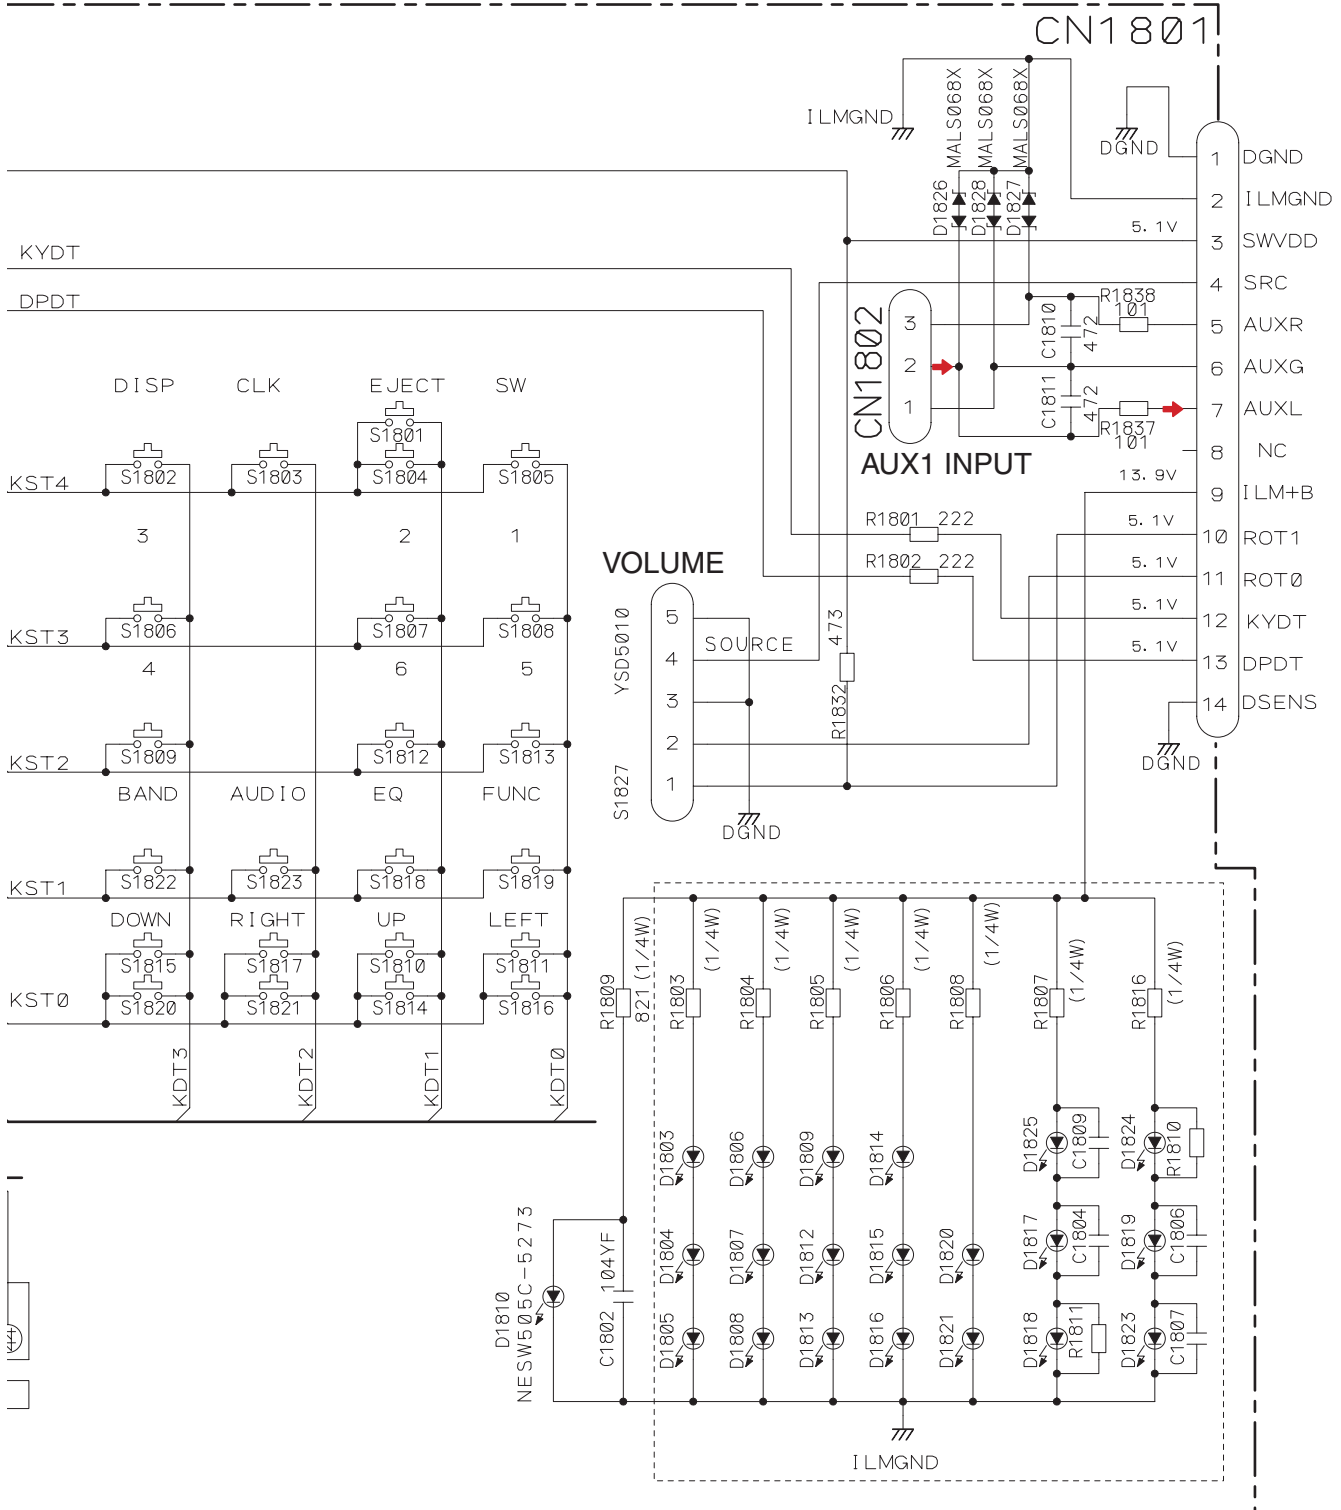 CN1801
ILMGND
MALS068X
MALS068X
MALS068X
DGND
D1826
D1828
D1827
1 DGND
2 ILMGND
5.1V 3 SWVDD
4 SRC
5 AUXR
6 AUXG
7 AUXL
8 NC
13.9V 9 ILM+B
5.1V 10 ROT1
5.1V 11 ROT0
5.1V 12 KYDT
5.1V 13 DPDT
14 DSENS
DGND
KYDT
DPDT
CN1802
3
2
1
AUX1 INPUT
C1810
472
C1811
472
R1838
101
R1837
101
R1801 222
R1802 222
473
R1832
VOLUME
YSD5010
S1827
5
4
3
2
1
SOURCE
DGND
DISP CLK EJECT SW
S1801
S1802 S1803 S1804 S1805
KST4
3 2 1
S1806 S1807 S1808
KST3
4 6 5
S1809 S1812 S1813
KST2
BAND AUDIO EQ FUNC
S1822 S1823 S1818 S1819
KST1
DOWN RIGHT UP LEFT
S1815 S1817 S1810 S1811
S1820 S1821 S1814 S1816
KST0
KDT3 KDT2 KDT1 KDT0
R1809
821 (1/4W)
R1803
(1/4W)
R1804
(1/4W)
R1805
(1/4W)
R1806
(1/4W)
R1808
(1/4W)
R1807
(1/4W)
R1816
(1/4W)
D1803 D1806 D1809 D1814 D1825 C1809 D1824 R1810
D1804 D1807 D1812 D1815 D1820 D1817 C1804 D1819 C1806
D1805 D1808 D1813 D1816 D1821 D1818 R1811 D1823 C1807
D1810
NESW505C-5273
C1802 104YF
ILMGND